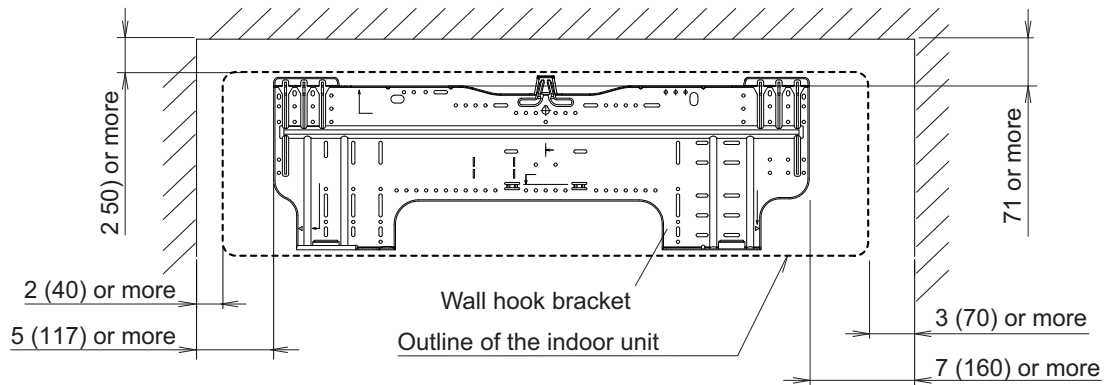 2 50) or more
71 or more
2 (40) or more
5 (117) or more
Wall hook bracket
Outline of the indoor unit
3 (70) or more
7 (160) or more